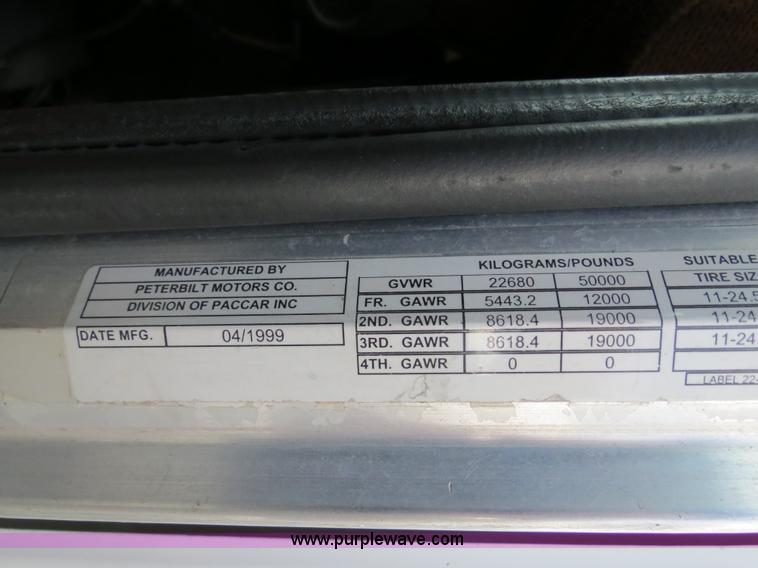 MANUFACTURED BY
PETERBILT MOTORS CO.
DIVISION OF PACCAR INC
DATE MFG. 04/1999
KILOGRAMS/POUNDS
GVWR 22680 50000
FR. GAWR 5443.2 12000
2ND. GAWR 8618.4 19000
3RD. GAWR 8618.4 19000
4TH. GAWR 0 0
SUITABLE
TIRE SIZ
11-24.5
11-24.
11-24.
LABEL 224
www.purplewave.com